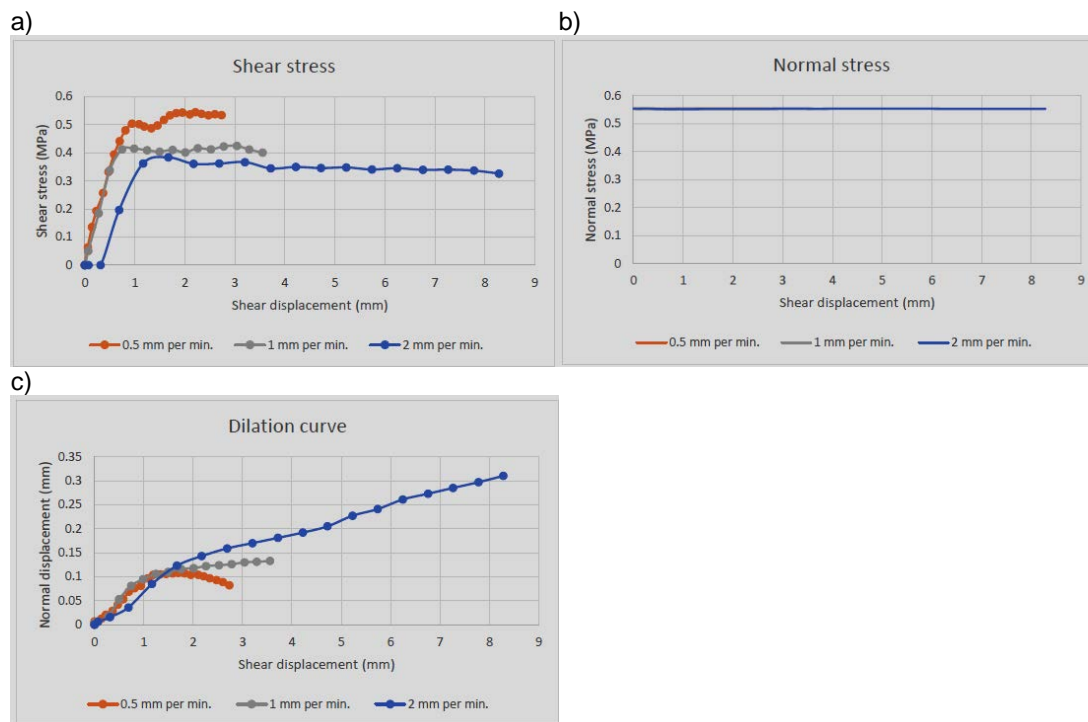 a)
Shear stress
Shear stress (MPa)
0.6
0.5
0.4
0.3
0.2
0.1
0
0 1 2 3 4 5 6 7 8 9
Shear displacement (mm)
0.5 mm per min. 1 mm per min. 2 mm per min.
b)
Normal stress
Normal stress (MPa)
0.6
0.5
0.4
0.3
0.2
0.1
0
0 1 2 3 4 5 6 7 8 9
Shear displacement (mm)
0.5 mm per min. 1 mm per min. 2 mm per min.
c)
Dilation curve
Normal displacement (mm)
0.35
0.3
0.25
0.2
0.15
0.1
0.05
0
0 1 2 3 4 5 6 7 8 9
Shear displacement (mm)
0.5 mm per min. 1 mm per min. 2 mm per min.